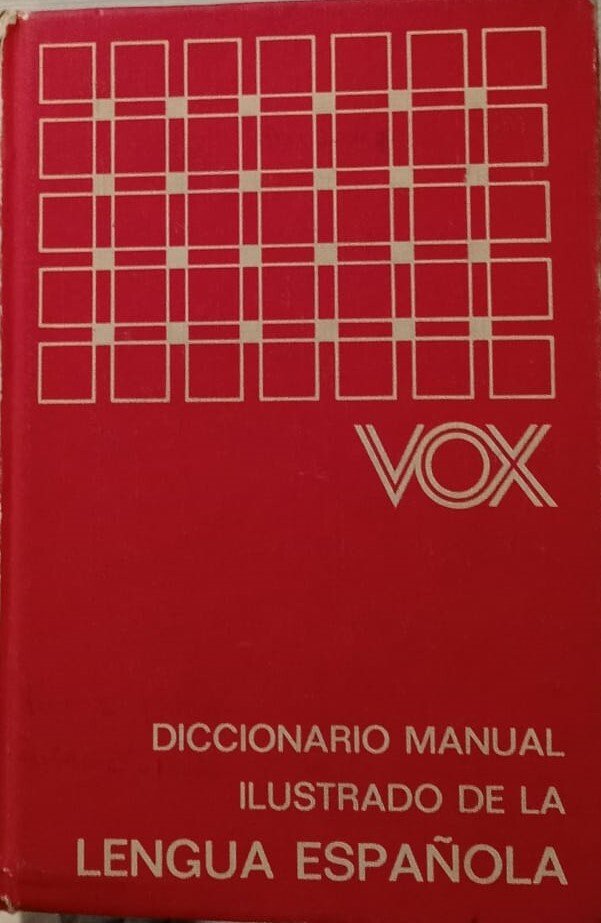 VOX
DICCIONARIO MANUAL
ILUSTRADO DE LA
LENGUA ESPAÑOLA